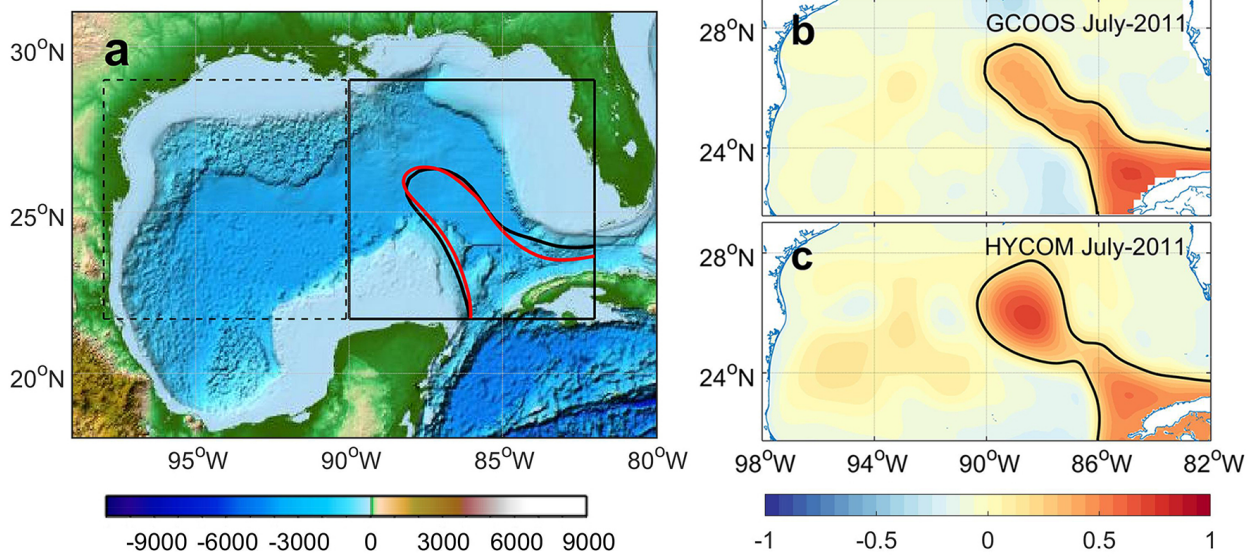 a
30°N
25°N
20°N
95°W 90°W 85°W 80°W
-9000 -6000 -3000 0 3000 6000 9000
b
GCOOS July-2011
28°N
24°N
c
HYCOM July-2011
28°N
24°N
98°W 94°W 90°W 86°W 82°W
-1 -0.5 0 0.5 1